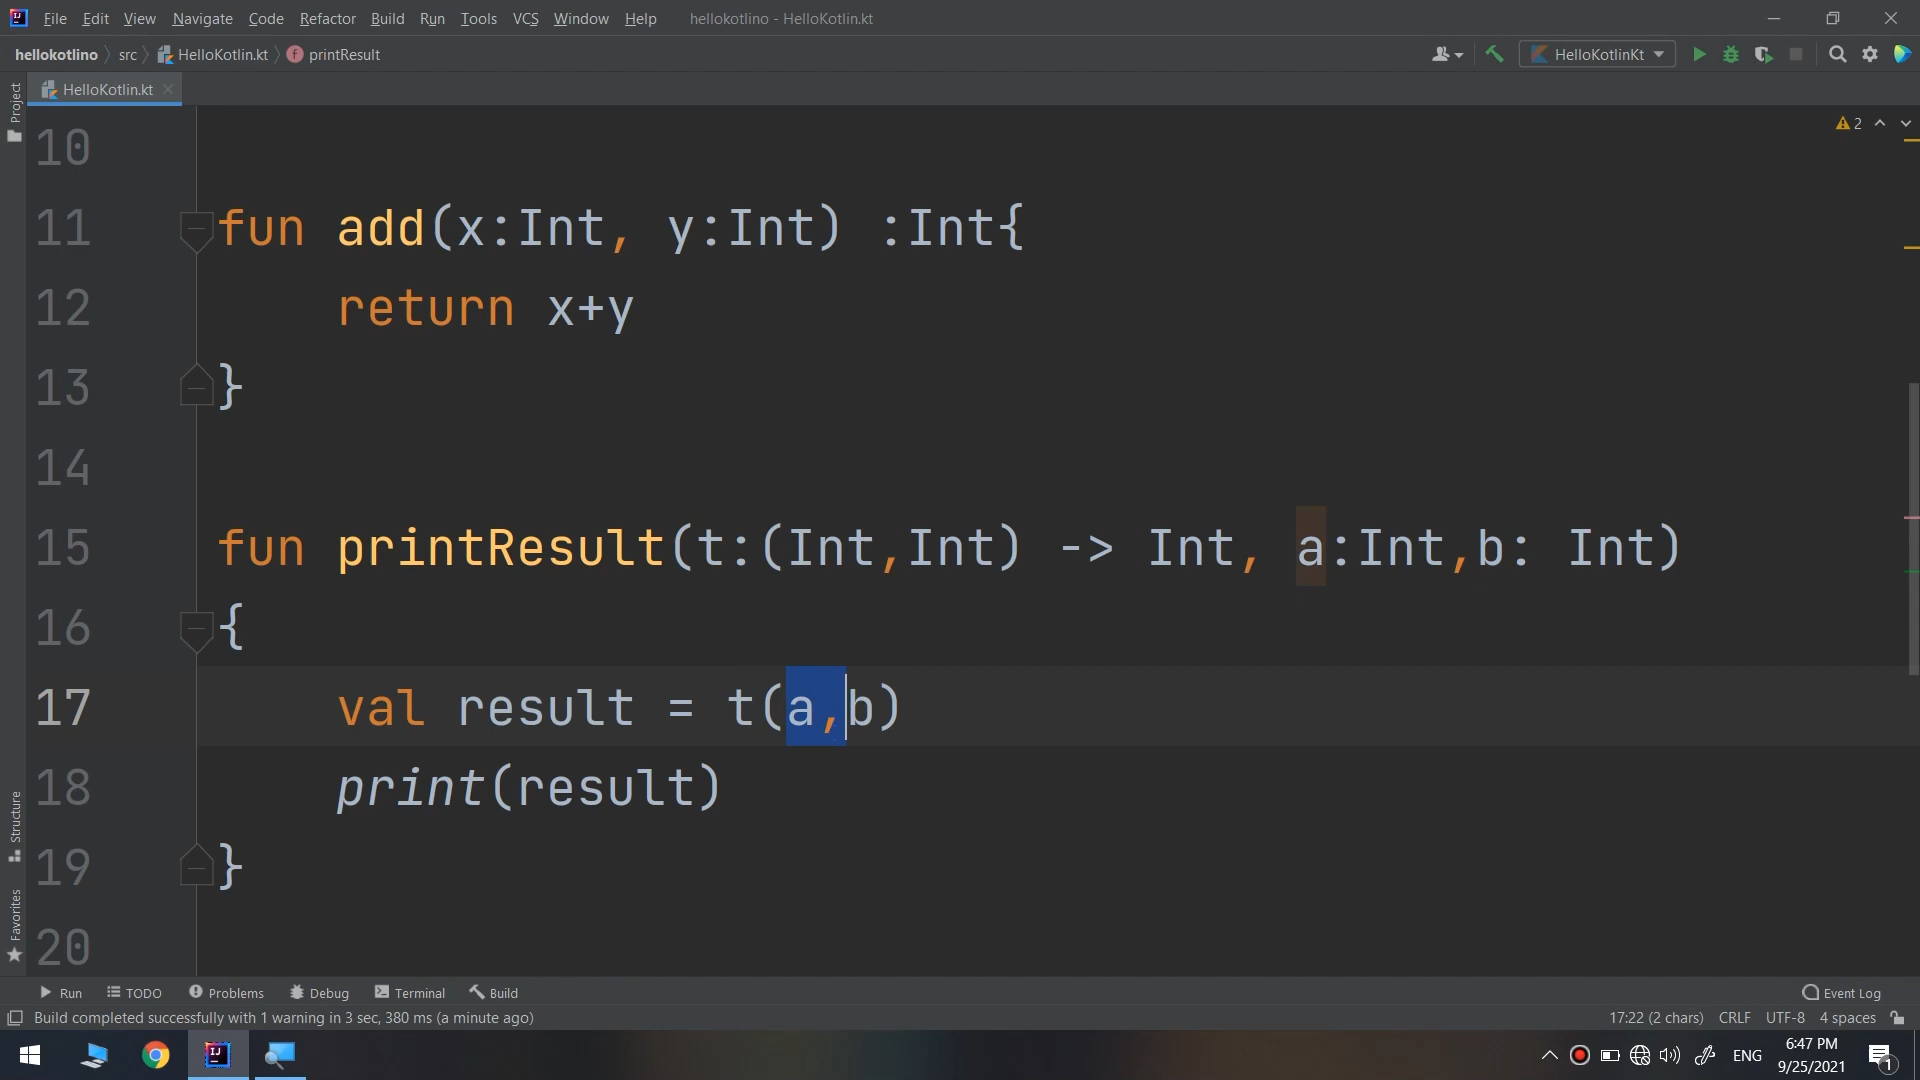 File Edit View Navigate Code Refactor Build Run Tools VCS Window Help hellokotlino - HelloKotlin.kt
hellokotlino src HelloKotlin.kt f printResult HelloKotlinKt
HelloKotlin.kt
Project
2
10
11 fun add(x:Int, y:Int) :Int{
12 return x+y
13 }
14
15 fun printResult(t:(Int,Int) -> Int, a:Int,b: Int)
16 {
17 val result = t(a,b)
18 print(result)
19 }
20
Structure
Favorites
Run TODO Problems Debug Terminal Build Event Log
Build completed successfully with 1 warning in 3 sec, 380 ms (a minute ago) 17:22 (2 chars) CRLF UTF-8 4 spaces
IJ ENG 6:47 PM
9/25/2021 1